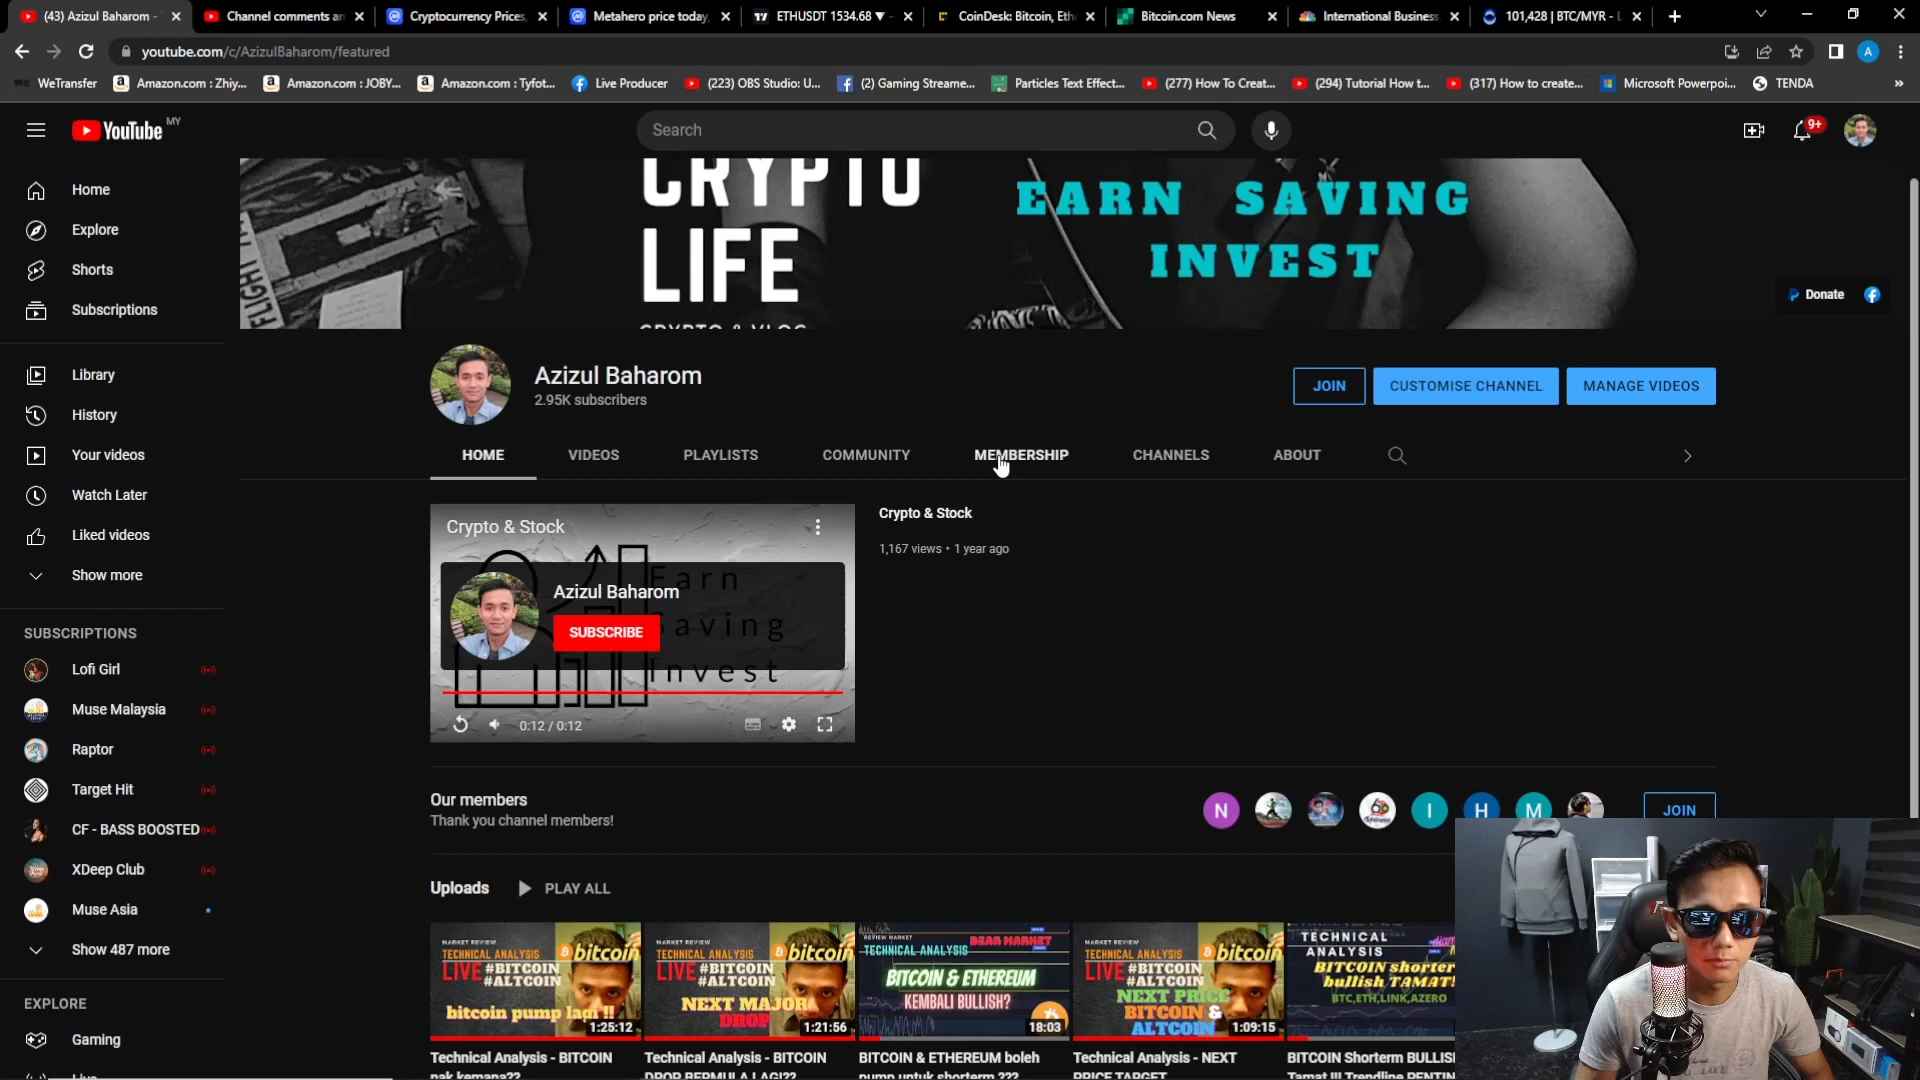 (43) Azizul Baharom -
Channel comments an
Cryptocurrency Prices,
Metahero price today,
ETHUSDT 1534.68 ▼
CoinDesk: Bitcoin, Eth
Bitcoin.com News
International Business
101,428 | BTC/MYR -
youtube.com/c/AzizulBaharom/featured
WeTransfer
Amazon.com : Zhiy...
Amazon.com : JOBY...
Amazon.com : Tyfot...
Live Producer
(223) OBS Studio: U...
(2) Gaming Streame...
Particles Text Effect...
(277) How To Creat...
(294) Tutorial How t...
(317) How to create...
Microsoft Powerpoi...
TENDA
YouTube MY
Search
9+
Home
Explore
Shorts
Subscriptions
Library
History
Your videos
Watch Later
Liked videos
Show more
SUBSCRIPTIONS
Lofi Girl
Muse Malaysia
Raptor
Target Hit
CF - BASS BOOSTED
XDeep Club
Muse Asia
Show 487 more
EXPLORE
Gaming
FLIGHT
CRYPTO
LIFE
CRYPTO & VLOG
EARN SAVING
INVEST
Donate
Azizul Baharom
2.95K subscribers
JOIN
CUSTOMISE CHANNEL
MANAGE VIDEOS
HOME
VIDEOS
PLAYLISTS
COMMUNITY
MEMBERSHIP
CHANNELS
ABOUT
Crypto & Stock
Earn
Azizul Baharom
SUBSCRIBE
Saving
Invest
0:12 / 0:12
Crypto & Stock
1,167 views • 1 year ago
Our members
Thank you channel members!
N
I
H
M
JOIN
Uploads
PLAY ALL
MARKET REVIEW
TECHNICAL ANALYSIS
bitcoin
LIVE #BITCOIN
#ALTCOIN
bitcoin pump lagi !!
1:25:12
Technical Analysis - BITCOIN
nak kemana??
MARKET REVIEW
TECHNICAL ANALYSIS
bitcoin
LIVE #BITCOIN
#ALTCOIN
NEXT MAJOR
DROP
1:21:56
Technical Analysis - BITCOIN
DROP BERMULA LAGI??
REVIEW MARKET
BEAR MARKET
TECHNICAL ANALYSIS
BITCOIN & ETHEREUM
KEMBALI BULLISH?
18:03
BITCOIN & ETHEREUM boleh
pump untuk shorterm ???
MARKET REVIEW
TECHNICAL ANALYSIS
bitcoin
LIVE #BITCOIN
#ALTCOIN
NEXT PRICE
BITCOIN &
ALTCOIN
1:09:15
Technical Analysis - NEXT
PRICE TARGET
TECHNICAL
ANALYSIS
BITCOIN shorter
bullish TAMAT!
BTC,ETH,LINK,AZERO
BITCOIN Shorterm BULLIS
Tamat !!! Trendline PENTIN